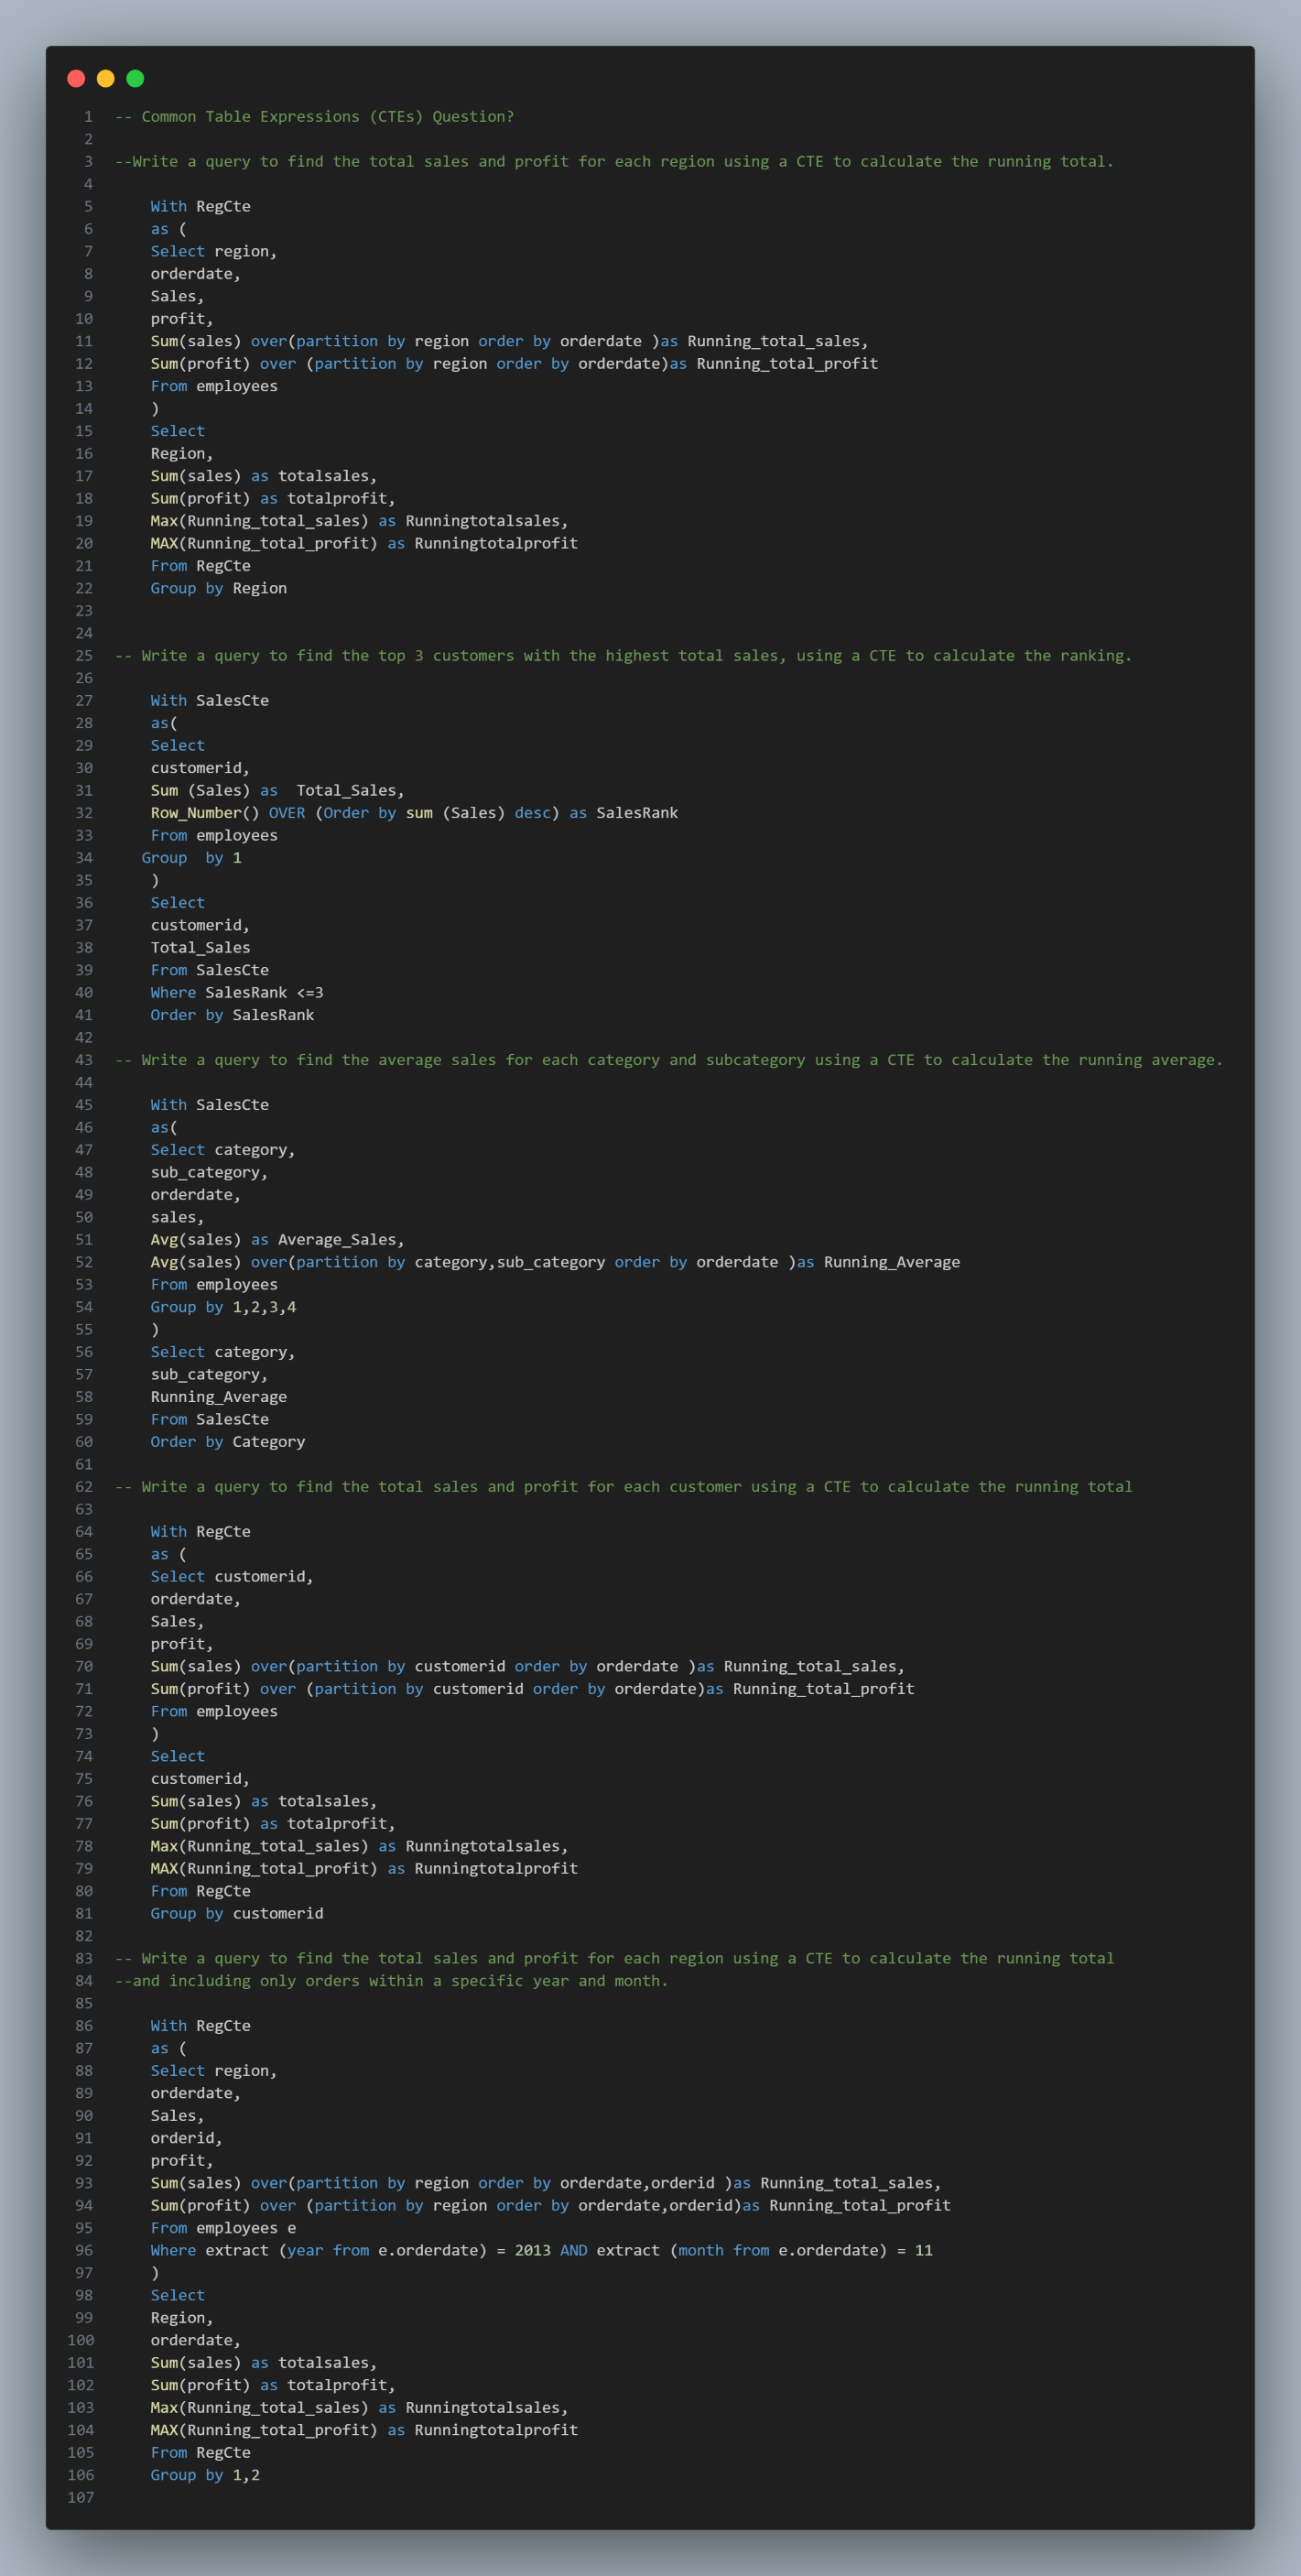 1 -- Common Table Expressions (CTEs) Question?
2
3 --Write a query to find the total sales and profit for each region using a CTE to calculate the running total.
4
5 With RegCte
6 as (
7 Select region,
8 orderdate,
9 Sales,
10 profit,
11 Sum(sales) over(partition by region order by orderdate )as Running_total_sales,
12 Sum(profit) over (partition by region order by orderdate)as Running_total_profit
13 From employees
14 )
15 Select
16 Region,
17 Sum(sales) as totalsales,
18 Sum(profit) as totalprofit,
19 Max(Running_total_sales) as Runningtotalsales,
20 MAX(Running_total_profit) as Runningtotalprofit
21 From RegCte
22 Group by Region
23
24
25 -- Write a query to find the top 3 customers with the highest total sales, using a CTE to calculate the ranking.
26
27 With SalesCte
28 as(
29 Select
30 customerid,
31 Sum (Sales) as  Total_Sales,
32 Row_Number() OVER (Order by sum (Sales) desc) as SalesRank
33 From employees
34 Group  by 1
35 )
36 Select
37 customerid,
38 Total_Sales
39 From SalesCte
40 Where SalesRank <=3
41 Order by SalesRank
42
43 -- Write a query to find the average sales for each category and subcategory using a CTE to calculate the running average.
44
45 With SalesCte
46 as(
47 Select category,
48 sub_category,
49 orderdate,
50 sales,
51 Avg(sales) as Average_Sales,
52 Avg(sales) over(partition by category,sub_category order by orderdate )as Running_Average
53 From employees
54 Group by 1,2,3,4
55 )
56 Select category,
57 sub_category,
58 Running_Average
59 From SalesCte
60 Order by Category
61
62 -- Write a query to find the total sales and profit for each customer using a CTE to calculate the running total
63
64 With RegCte
65 as (
66 Select customerid,
67 orderdate,
68 Sales,
69 profit,
70 Sum(sales) over(partition by customerid order by orderdate )as Running_total_sales,
71 Sum(profit) over (partition by customerid order by orderdate)as Running_total_profit
72 From employees
73 )
74 Select
75 customerid,
76 Sum(sales) as totalsales,
77 Sum(profit) as totalprofit,
78 Max(Running_total_sales) as Runningtotalsales,
79 MAX(Running_total_profit) as Runningtotalprofit
80 From RegCte
81 Group by customerid
82
83 -- Write a query to find the total sales and profit for each region using a CTE to calculate the running total
84 --and including only orders within a specific year and month.
85
86 With RegCte
87 as (
88 Select region,
89 orderdate,
90 Sales,
91 orderid,
92 profit,
93 Sum(sales) over(partition by region order by orderdate,orderid )as Running_total_sales,
94 Sum(profit) over (partition by region order by orderdate,orderid)as Running_total_profit
95 From employees e
96 Where extract (year from e.orderdate) = 2013 AND extract (month from e.orderdate) = 11
97 )
98 Select
99 Region,
100 orderdate,
101 Sum(sales) as totalsales,
102 Sum(profit) as totalprofit,
103 Max(Running_total_sales) as Runningtotalsales,
104 MAX(Running_total_profit) as Runningtotalprofit
105 From RegCte
106 Group by 1,2
107